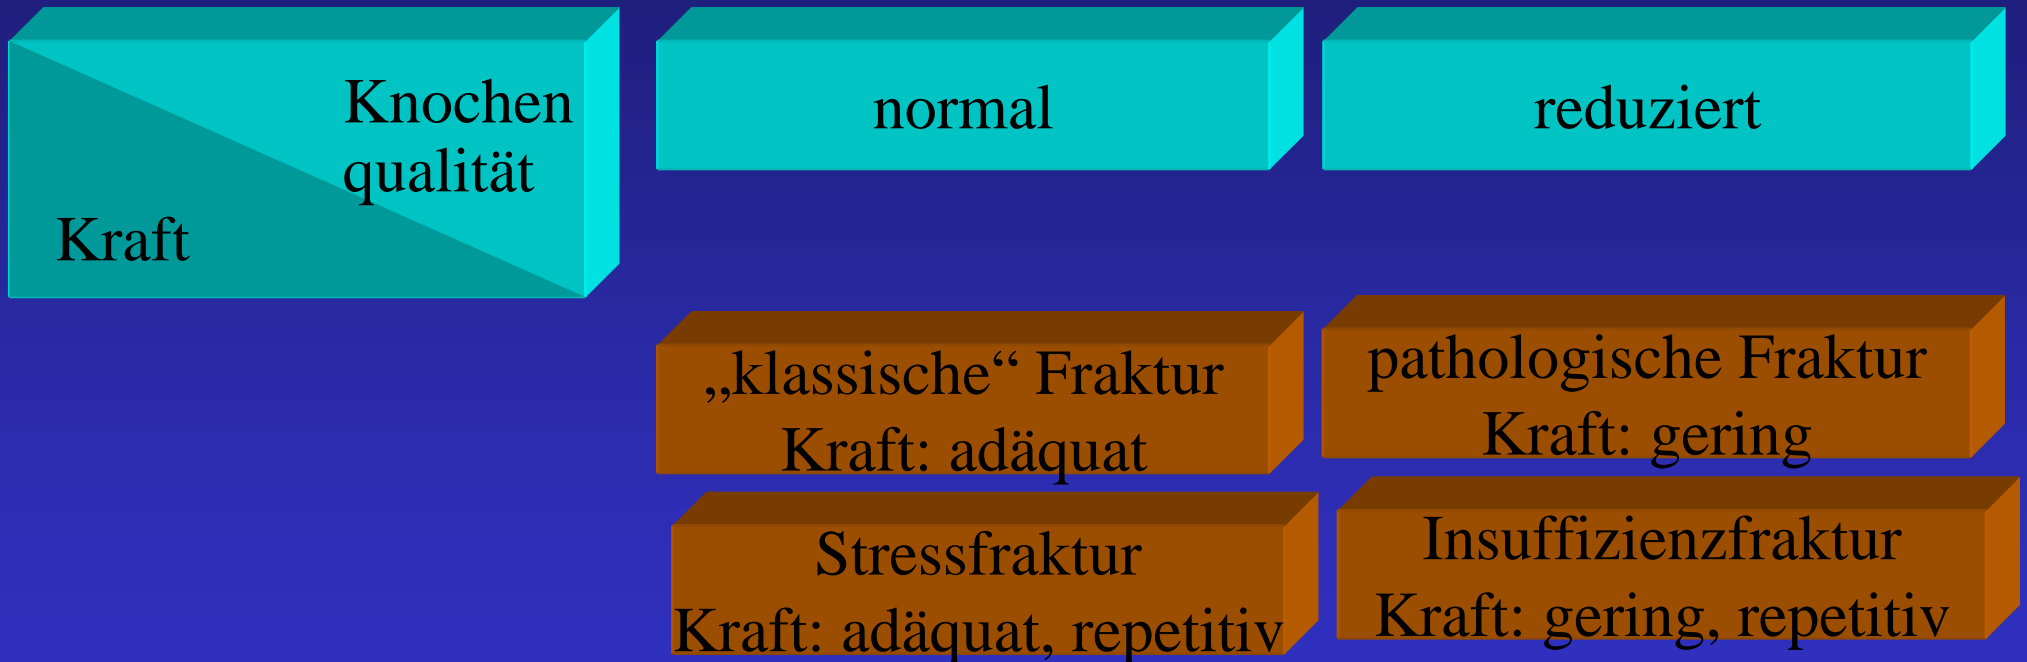 Knochen
qualität
Kraft
normal
reduziert
„klassische“ Fraktur
Kraft: adäquat
pathologische Fraktur
Kraft: gering
Stressfraktur
Kraft: adäquat, repetitiv
Insuffizienzfraktur
Kraft: gering, repetitiv